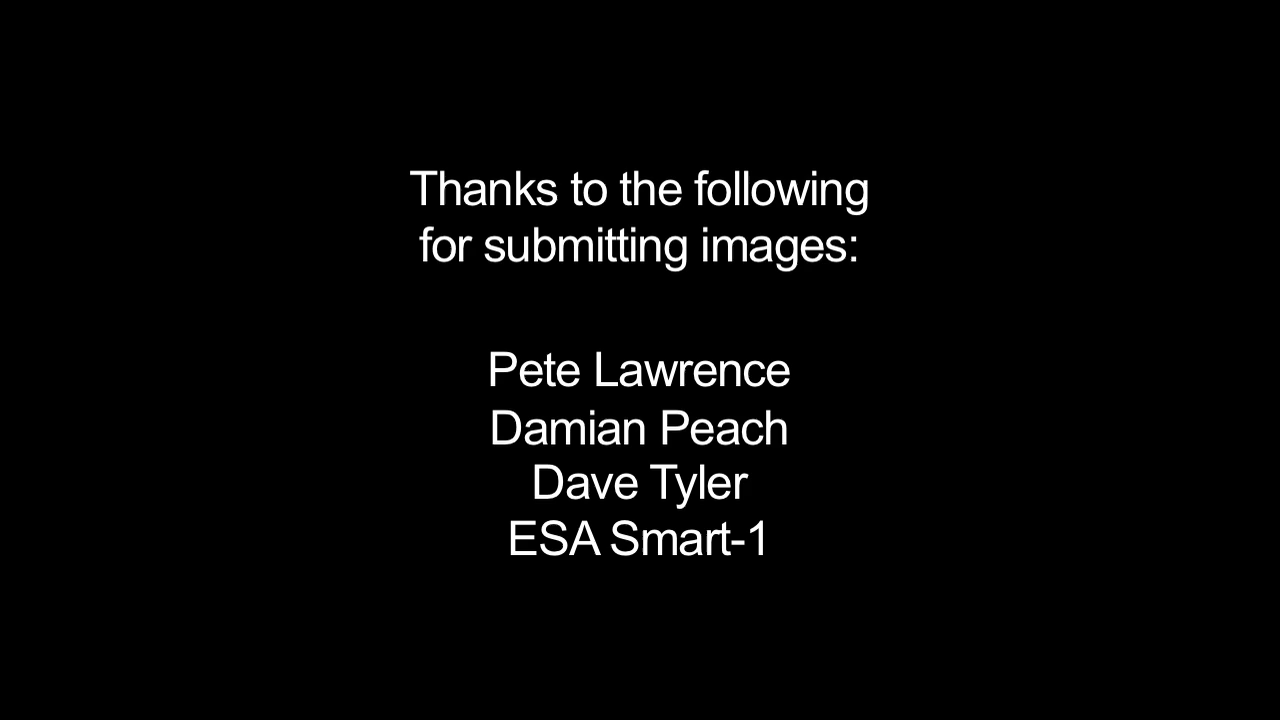 Thanks to the following
for submitting images:
Pete Lawrence
Damian Peach
Dave Tyler
ESA Smart-1